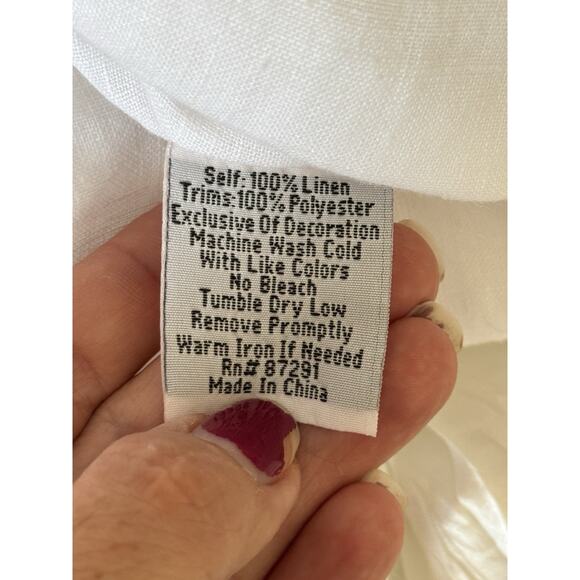 Self: 100% Linen
Trims:100% Polyester
Exclusive Of Decoration
Machine Wash Cold
With Like Colors
No Bleach
Tumble Dry Low
Remove Promptly
Warm Iron If Needed
Rn# 87291
Made In China